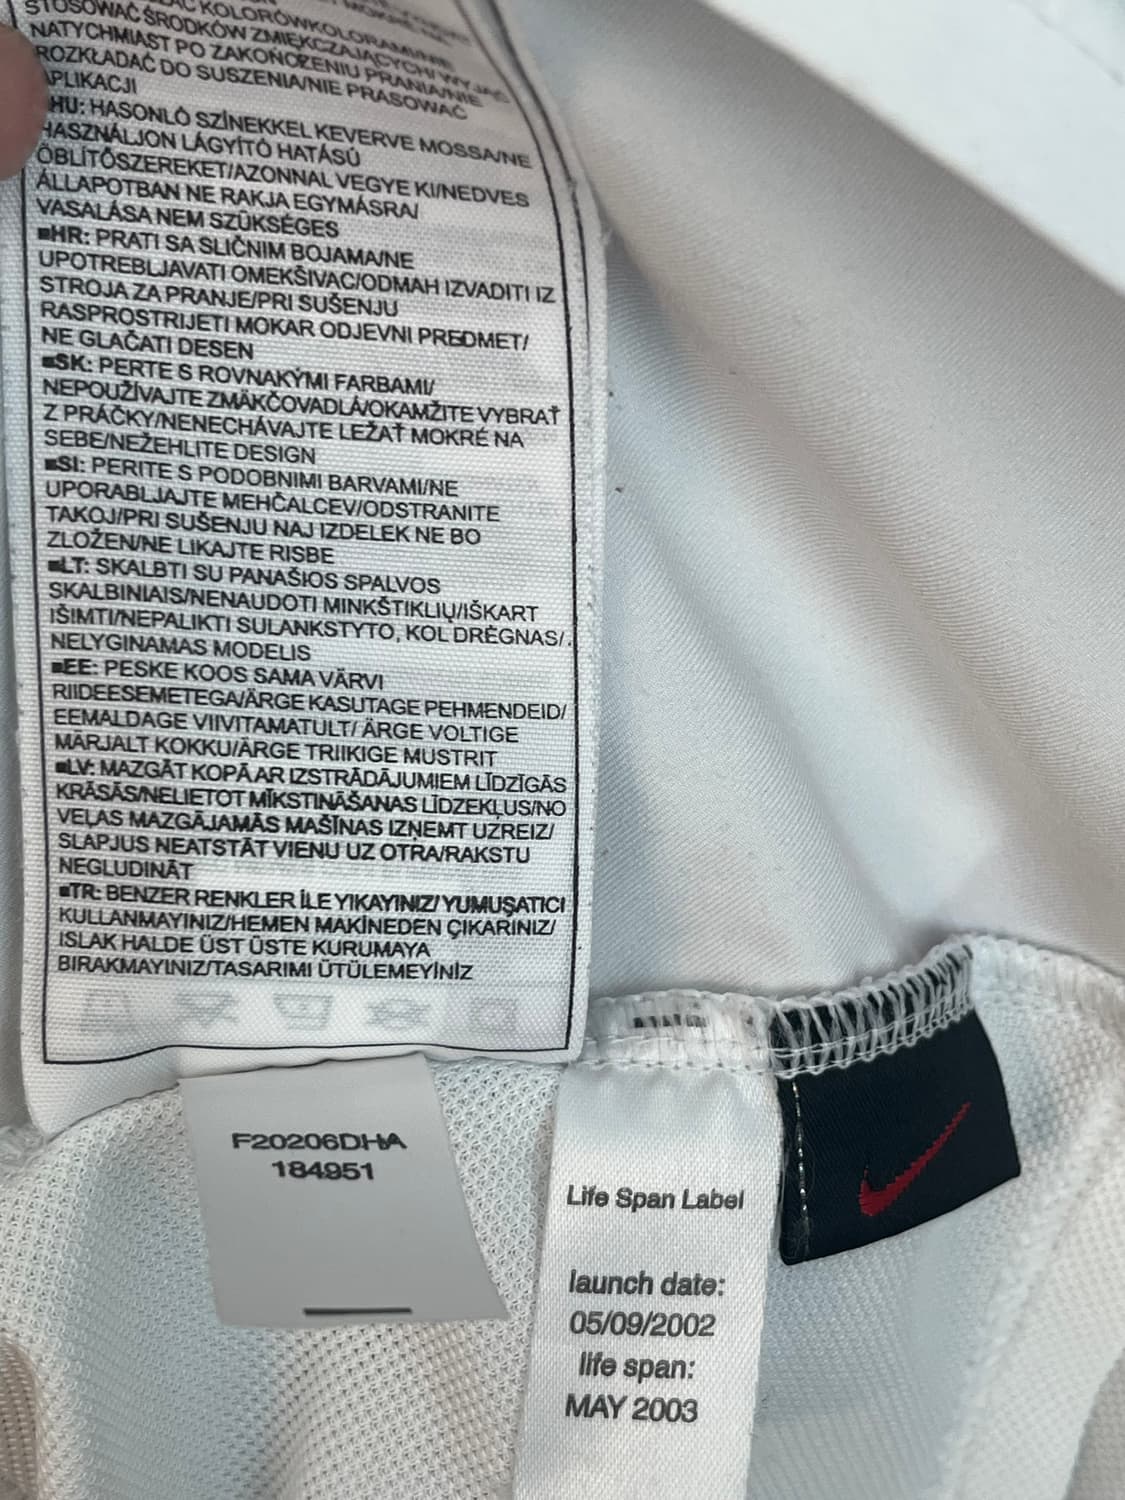 KOLORÓWKOLORAMI/NIE
STOSOWAĆ ŚRODKÓW ZMIĘKCZAJĄCYCH/WYJĄĆ
NATYCHMIAST PO ZAKOŃCZENIU PRANIA/NIE
ROZKŁADAĆ DO SUSZENIA/NIE PRASOWAĆ
APLIKACJI
■HU: HASONLÓ SZÍNEKKEL KEVERVE MOSSA/NE
HASZNÁLJON LÁGYÍTÓ HATÁSÚ
ÖBLÍTŐSZEREKET/AZONNAL VEGYE KI/NEDVES
ÁLLAPOTBAN NE RAKJA EGYMÁSRA/
VASALÁSA NEM SZÜKSÉGES
■HR: PRATI SA SLIČNIM BOJAMA/NE
UPOTREBLJAVATI OMEKŠIVAC/ODMAH IZVADITI IZ
STROJA ZA PRANJE/PRI SUŠENJU
RASPROSTRIJETI MOKAR ODJEVNI PREDMET/
NE GLAČATI DESEN
■SK: PERTE S ROVNAKÝMI FARBAMI/
NEPOUŽÍVAJTE ZMÄKČOVADLÁ/OKAMŽITE VYBRAŤ
Z PRÁČKY/NENECHÁVAJTE LEŽAŤ MOKRÉ NA
SEBE/NEŽEHLITE DESIGN
■SI: PERITE S PODOBNIMI BARVAMI/NE
UPORABLJAJTE MEHČALCEV/ODSTRANITE
TAKOJ/PRI SUŠENJU NAJ IZDELEK NE BO
ZLOŽEN/NE LIKAJTE RISBE
■LT: SKALBTI SU PANAŠIOS SPALVOS
SKALBINIAIS/NENAUDOTI MINKŠTIKLIŲ/IŠKART
IŠIMTI/NEPALIKTI SULANKSTYTO, KOL DRĖGNAS/.
NELYGINAMAS MODELIS
■EE: PESKE KOOS SAMA VÄRVI
RIIDEESEMETEGA/ÄRGE KASUTAGE PEHMENDEID/
EEMALDAGE VIIVITAMATULT/ ÄRGE VOLTIGE
MÄRJALT KOKKU/ÄRGE TRIIKIGE MUSTRIT
■LV: MAZGĀT KOPĀ AR IZSTRĀDĀJUMIEM LĪDZĪGĀS
KRĀSĀS/NELIETOT MĪKSTINĀŠANAS LĪDZEKĻUS/NO
VEĻAS MAZGĀJAMĀS MAŠĪNAS IZŅEMT UZREIZ/
SLAPJUS NEATSTĀT VIENU UZ OTRA/RAKSTU
NEGLUDINĀT
■TR: BENZER RENKLER İLE YIKAYINIZ/ YUMUŞATICI
KULLANMAYINIZ/HEMEN MAKİNEDEN ÇIKARINIZ/
ISLAK HALDE ÜST ÜSTE KURUMAYA
BIRAKMAYINIZ/TASARIMI ÜTÜLEMEYİNİZ
F20206DHA
184951
Life Span Label
launch date:
05/09/2002
life span:
MAY 2003